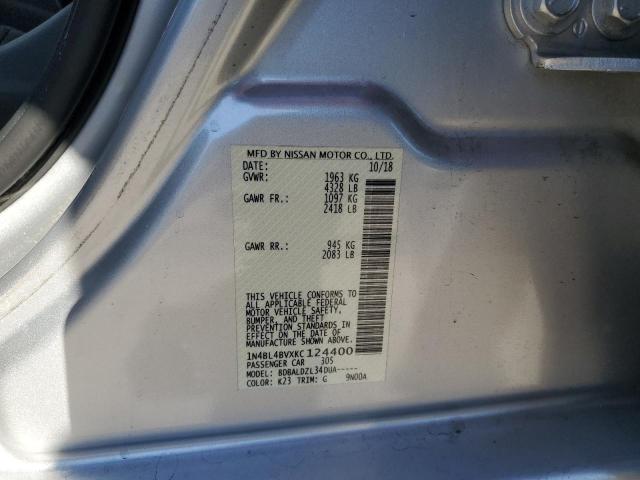 MFD BY NISSAN MOTOR CO., LTD.
DATE: 10/18
GVWR: 1963 KG
4328 LB
GAWR FR.: 1097 KG
2418 LB
GAWR RR.: 945 KG
2083 LB
THIS VEHICLE CONFORMS TO
ALL APPLICABLE FEDERAL
MOTOR VEHICLE SAFETY,
BUMPER, AND THEFT
PREVENTION STANDARDS IN
EFFECT ON THE DATE OF
MANUFACTURE SHOWN ABOVE.
1N4BL4BVXKC124400
PASSENGER CAR 305
MODEL: BDBALDZL34DUA-----
COLOR: K23 TRIM: G 9N00A